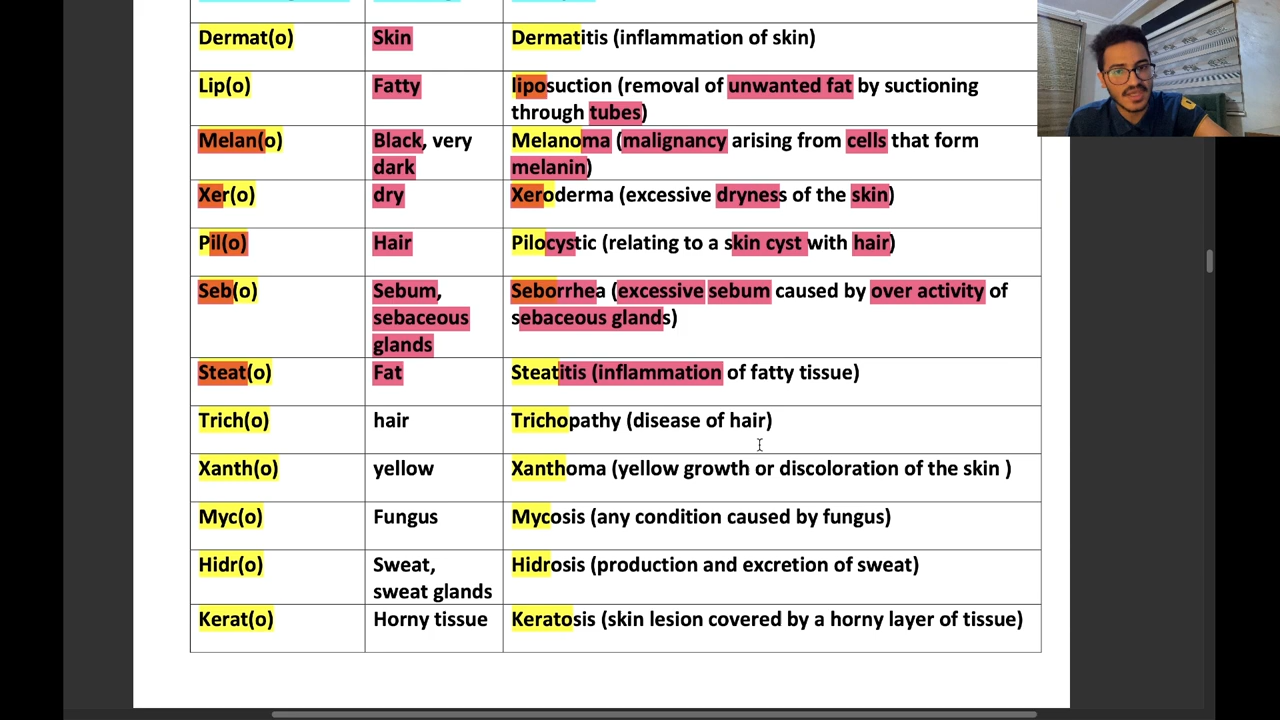 Dermat(o) Skin Dermatitis (inflammation of skin)
Lip(o) Fatty liposuction (removal of unwanted fat by suctioning
through tubes)
Melan(o) Black, very Melanoma (malignancy arising from cells that form
dark melanin)
Xer(o) dry Xeroderma (excessive dryness of the skin)
Pil(o) Hair Pilocystic (relating to a skin cyst with hair)
Seb(o) Sebum, Seborrhea (excessive sebum caused by over activity of
sebaceous sebaceous glands)
glands
Steat(o) Fat Steatitis (inflammation of fatty tissue)
Trich(o) hair Trichopathy (disease of hair)
Xanth(o) yellow Xanthoma (yellow growth or discoloration of the skin )
Myc(o) Fungus Mycosis (any condition caused by fungus)
Hidr(o) Sweat, Hidrosis (production and excretion of sweat)
sweat glands
Kerat(o) Horny tissue Keratosis (skin lesion covered by a horny layer of tissue)